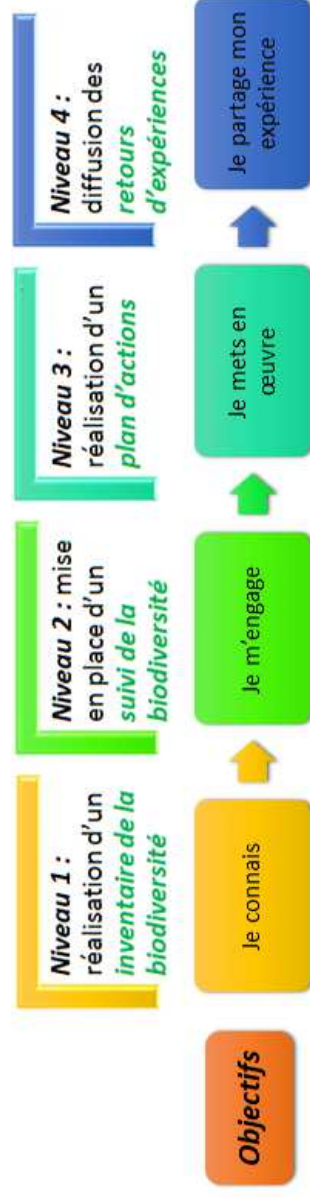 Niveau 1 :
réalisation d'un
inventaire de la
biodiversité
Niveau 2 : mise
en place d'un
suivi de la
biodiversité
Niveau 3 :
réalisation d'un
plan d'actions
Niveau 4 :
diffusion des
retours
d'expériences
Objectifs
Je connais
Je m'engage
Je mets en
œuvre
Je partage mon
expérience